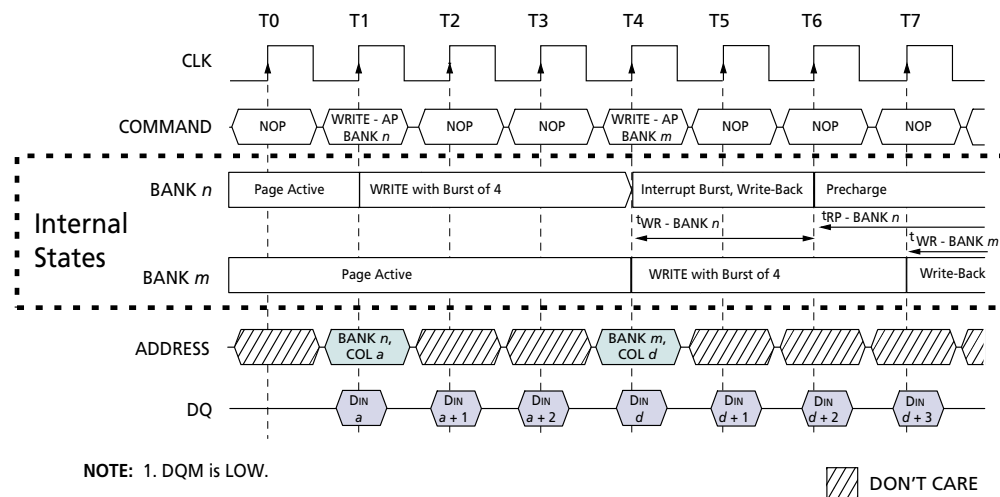 T0 T1 T2 T3 T4 T5 T6 T7
CLK
COMMAND NOP WRITE - AP BANK n NOP NOP WRITE - AP BANK m NOP NOP NOP
Internal States
BANK n Page Active WRITE with Burst of 4 Interrupt Burst, Write-Back Precharge
tWR - BANK n tRP - BANK n
tWR - BANK m
BANK m Page Active WRITE with Burst of 4 Write-Back
ADDRESS BANK n, COL a BANK m, COL d
DQ DIN a DIN a + 1 DIN a + 2 DIN d DIN d + 1 DIN d + 2 DIN d + 3
NOTE: 1. DQM is LOW.
DON'T CARE